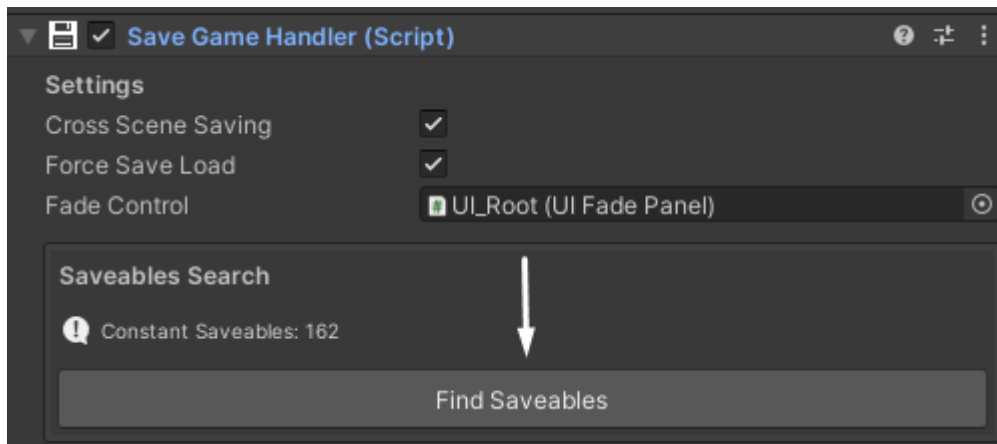 Save Game Handler (Script)
Settings
Cross Scene Saving
Force Save Load
Fade Control UI_Root (UI Fade Panel)
Saveables Search
Constant Saveables: 162
Find Saveables